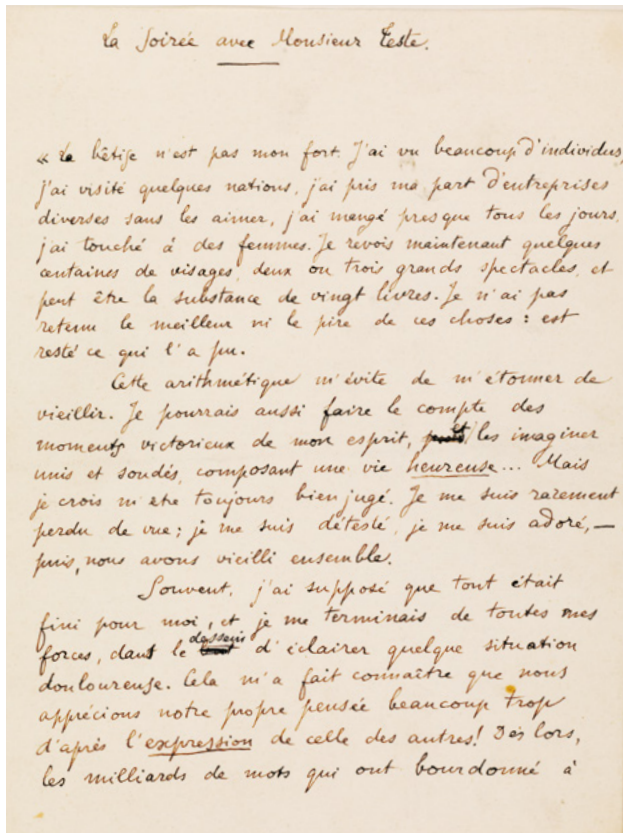 La Soirée avec Monsieur Teste.
« La bêtise n'est pas mon fort. J'ai vu beaucoup d'individus,
j'ai visité quelques nations, j'ai pris ma part d'entreprises
diverses sans les aimer, j'ai mangé presque tous les jours,
j'ai touché à des femmes. Je revois maintenant quelques
centaines de visages, deux ou trois grands spectacles, et
peut être la substance de vingt livres. Je n'ai pas
retenu le meilleur ni le pire de ces choses : est
resté ce qui l'a pu.
Cette arithmétique m'évite de m'étonner de
vieillir. Je pourrais aussi faire le compte des
moments victorieux de mon esprit, et les imaginer
unis et soudés, composant une vie heureuse... Mais
je crois m'être toujours bien jugé. Je me suis rarement
perdu de vue ; je me suis détesté, je me suis adoré, —
puis, nous avons vieilli ensemble.
Souvent, j'ai supposé que tout était
fini pour moi, et je me terminais de toutes mes
forces, dans le dessein d'éclairer quelque situation
douloureuse. Cela m'a fait connaître que nous
apprécions notre propre pensée beaucoup trop
d'après l'expression de celle des autres! Dès lors,
les milliards de mots qui ont bourdonné à